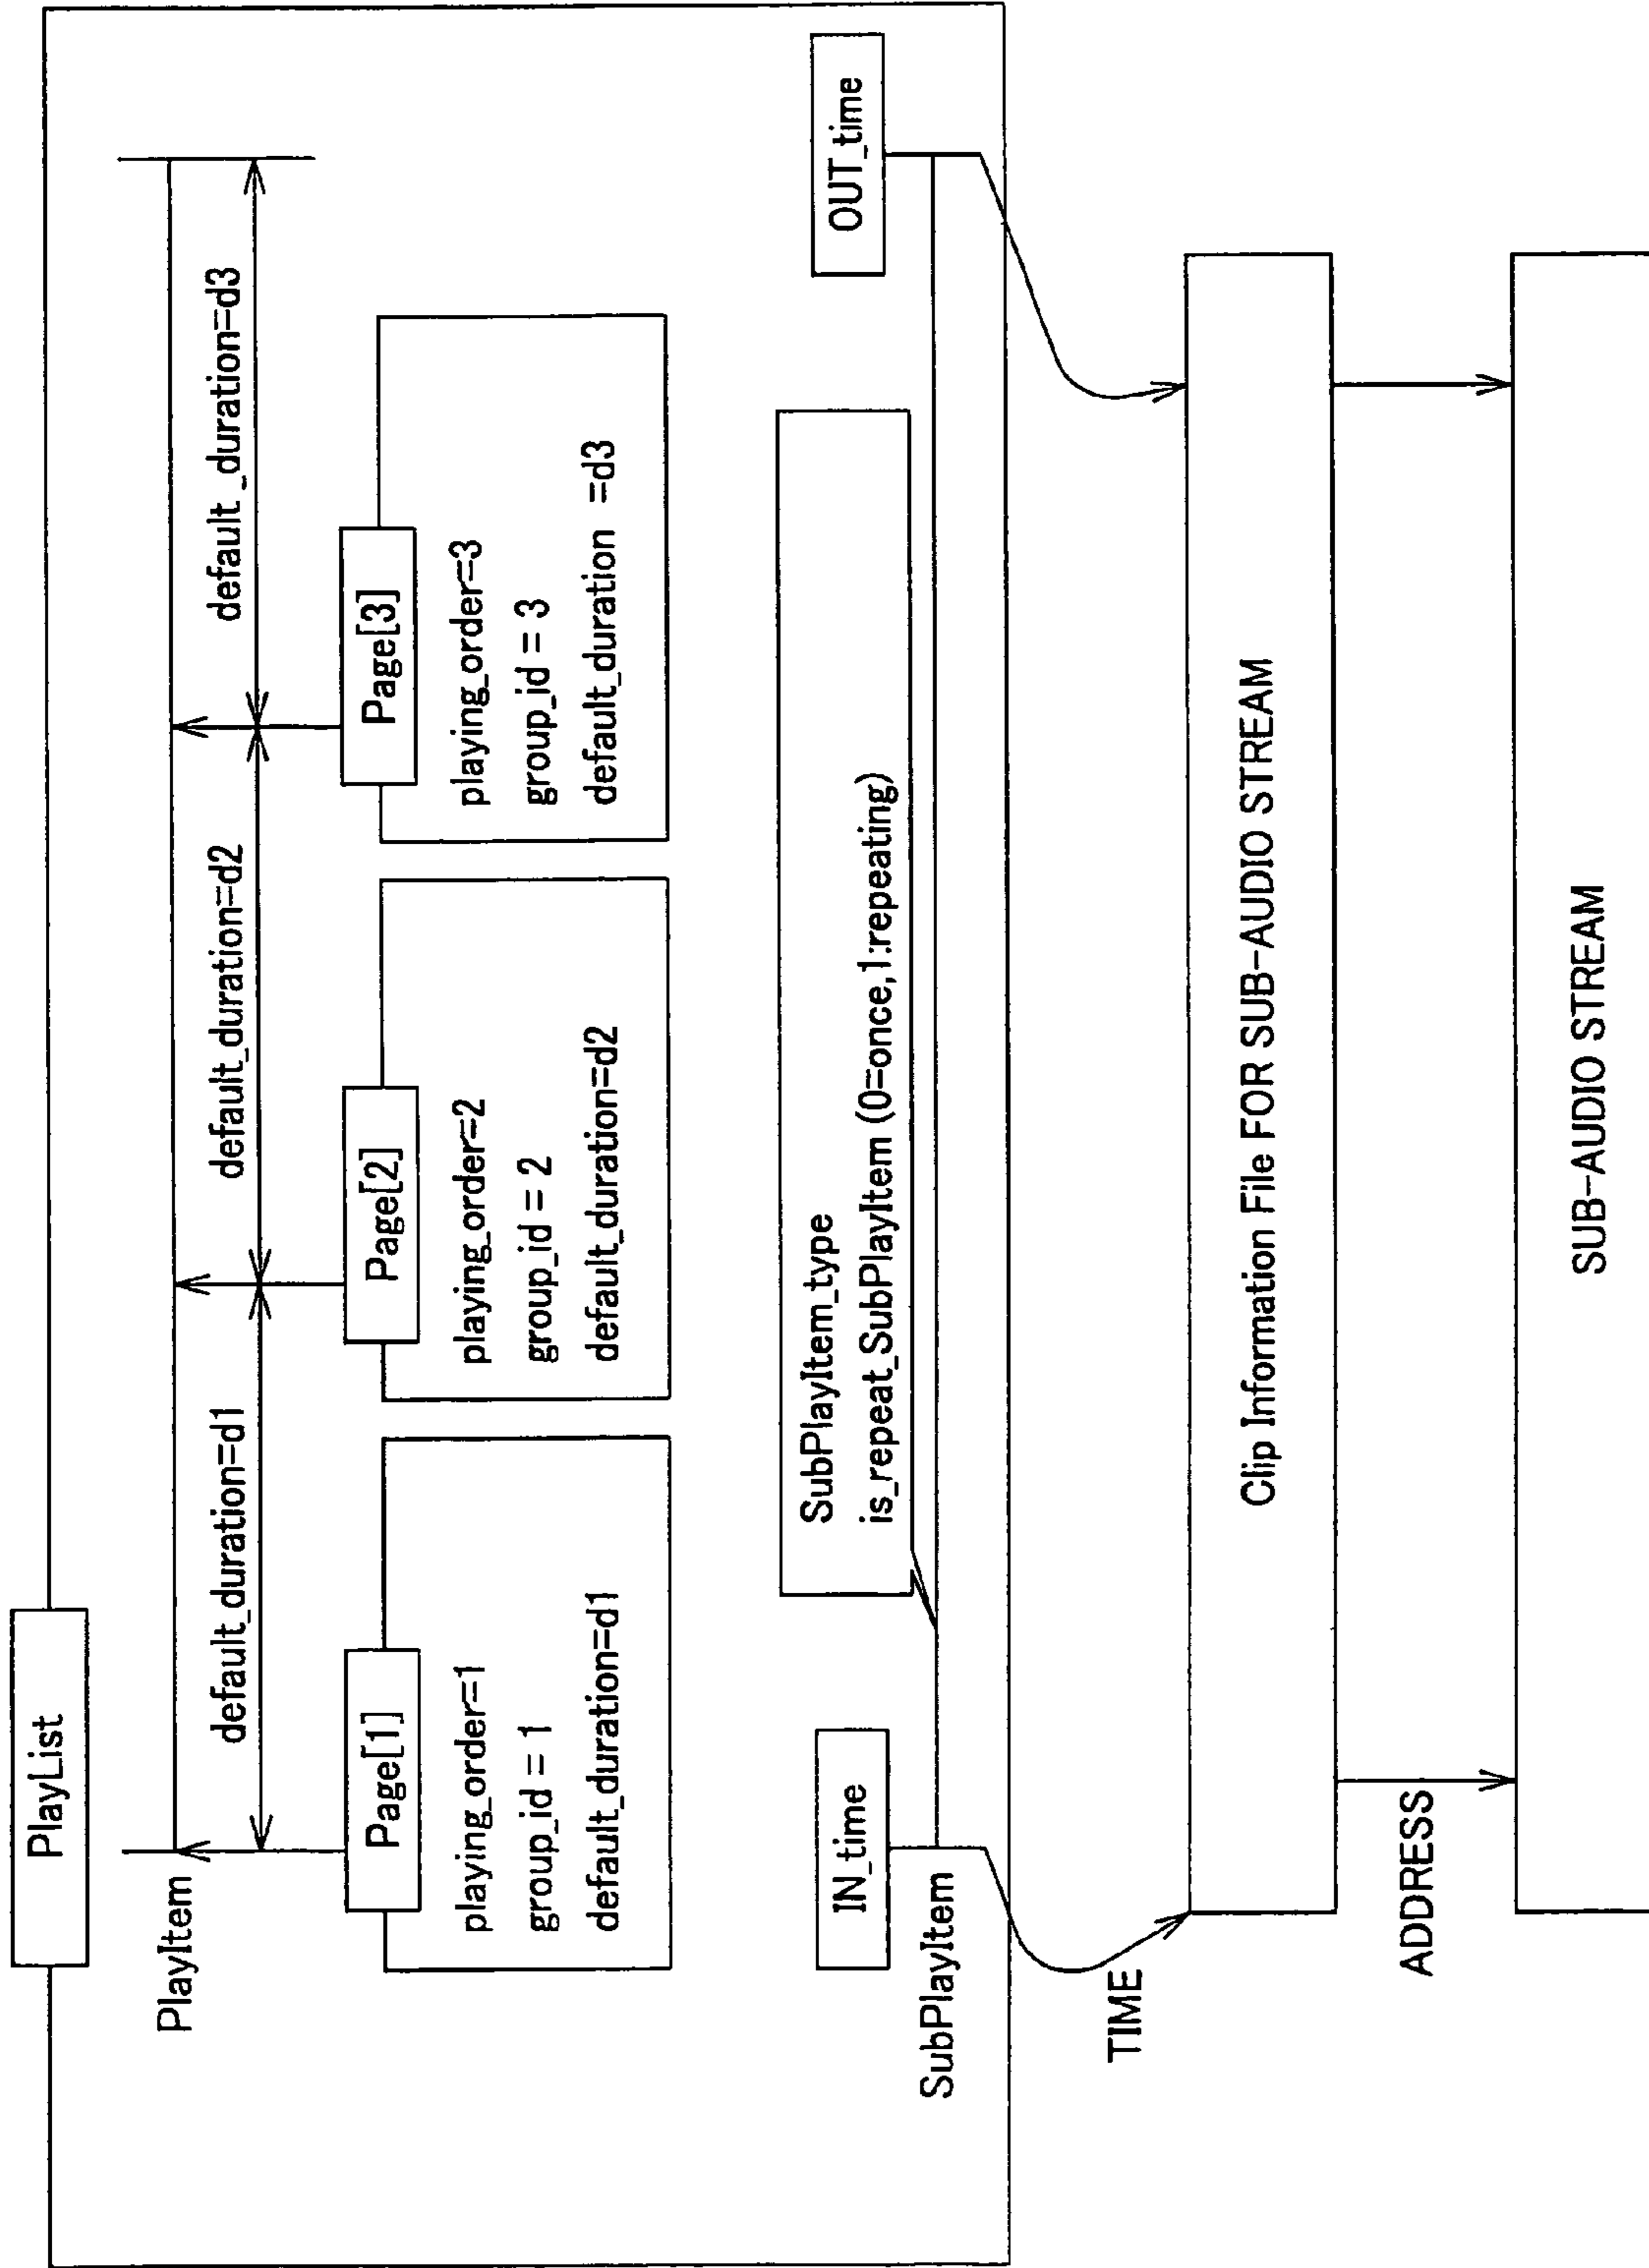 PlayList
PlayItem
default_duration=d1
default_duration=d2
default_duration=d3
Page[1]
playing_order=1
group_id = 1
default_duration=d1
Page[2]
playing_order=2
group_id = 2
default_duration=d2
Page[3]
playing_order=3
group_id = 3
default_duration =d3
SubPlayItem_type
is_repeat_SubPlayItem (0=once,1:repeating)
IN_time
OUT_time
SubPlayItem
TIME
Clip Information File FOR SUB-AUDIO STREAM
ADDRESS
SUB-AUDIO STREAM